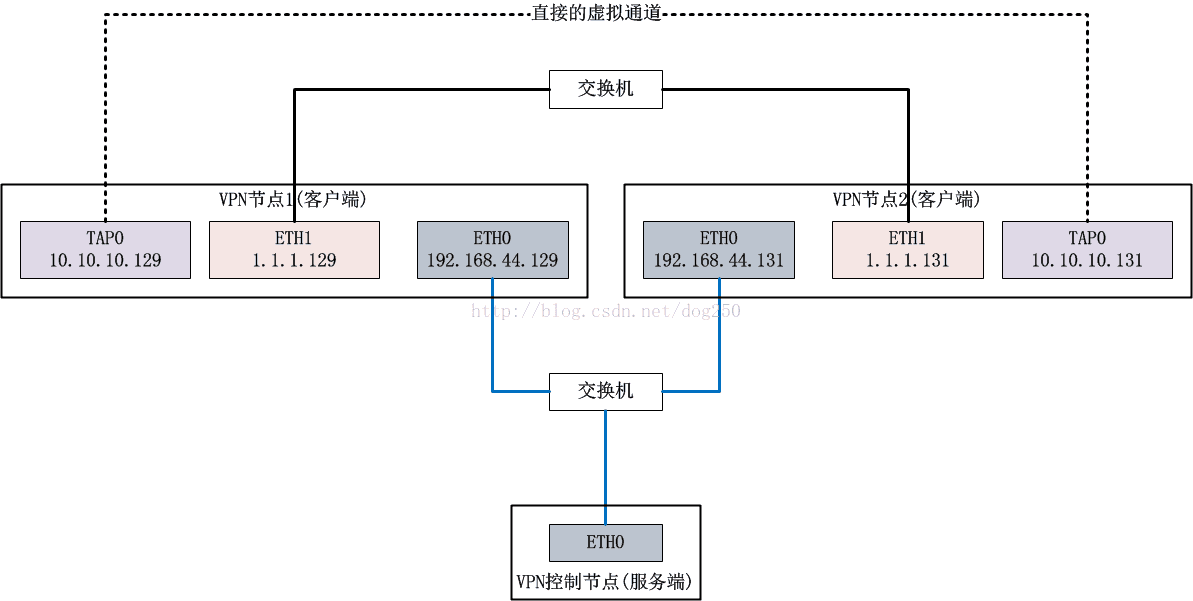 直接的虚拟通道
交换机
VPN节点1(客户端)
VPN节点2(客户端)
TAP0
10.10.10.129
ETH1
1.1.1.129
ETH0
192.168.44.129
ETH0
192.168.44.131
ETH1
1.1.1.131
TAP0
10.10.10.131
http://blog.csdn.net/dog250
交换机
ETH0
VPN控制节点(服务端)